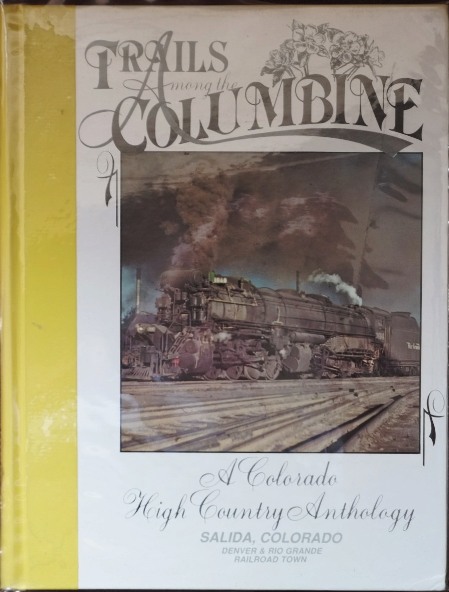 TRAILS
Among the
COLUMBINE
A Colorado
High Country Anthology
SALIDA, COLORADO
DENVER & RIO GRANDE
RAILROAD TOWN